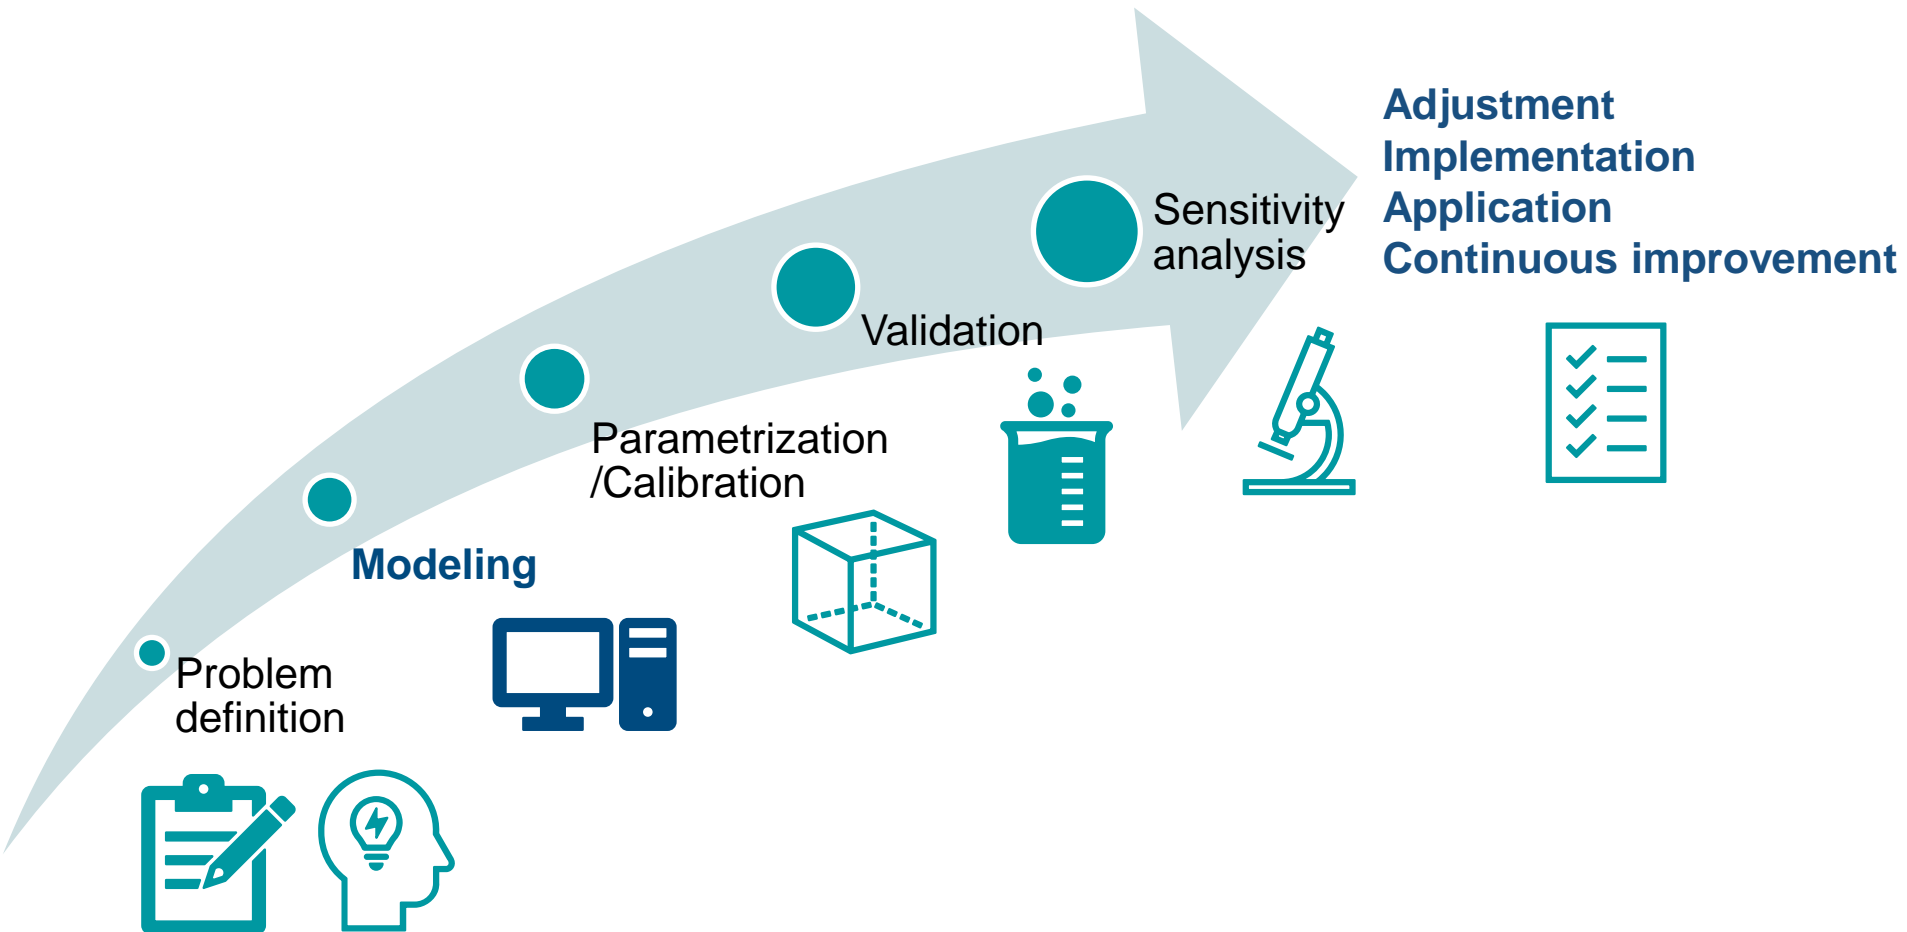 Problem
definition
Modeling
Parametrization
/Calibration
Validation
Sensitivity
analysis
Adjustment
Implementation
Application
Continuous improvement